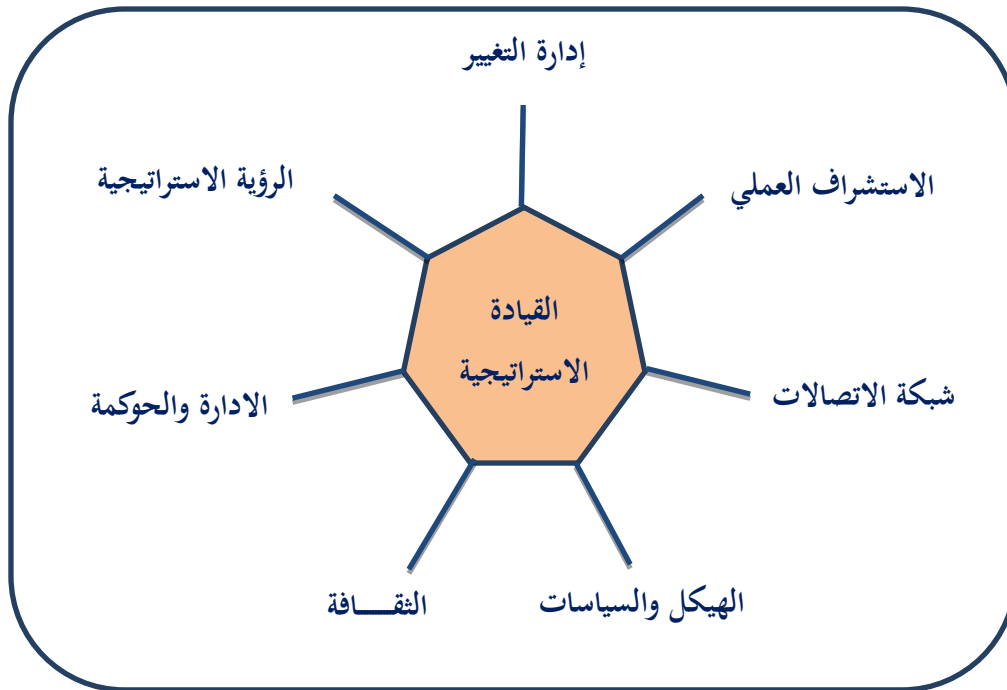 إدارة التغيير
الاستشراف العملي
الرؤية الاستراتيجية
القيادة
الاستراتيجية
شبكة الاتصالات
الادارة والحوكمة
الهيكل والسياسات
الثقـــافة